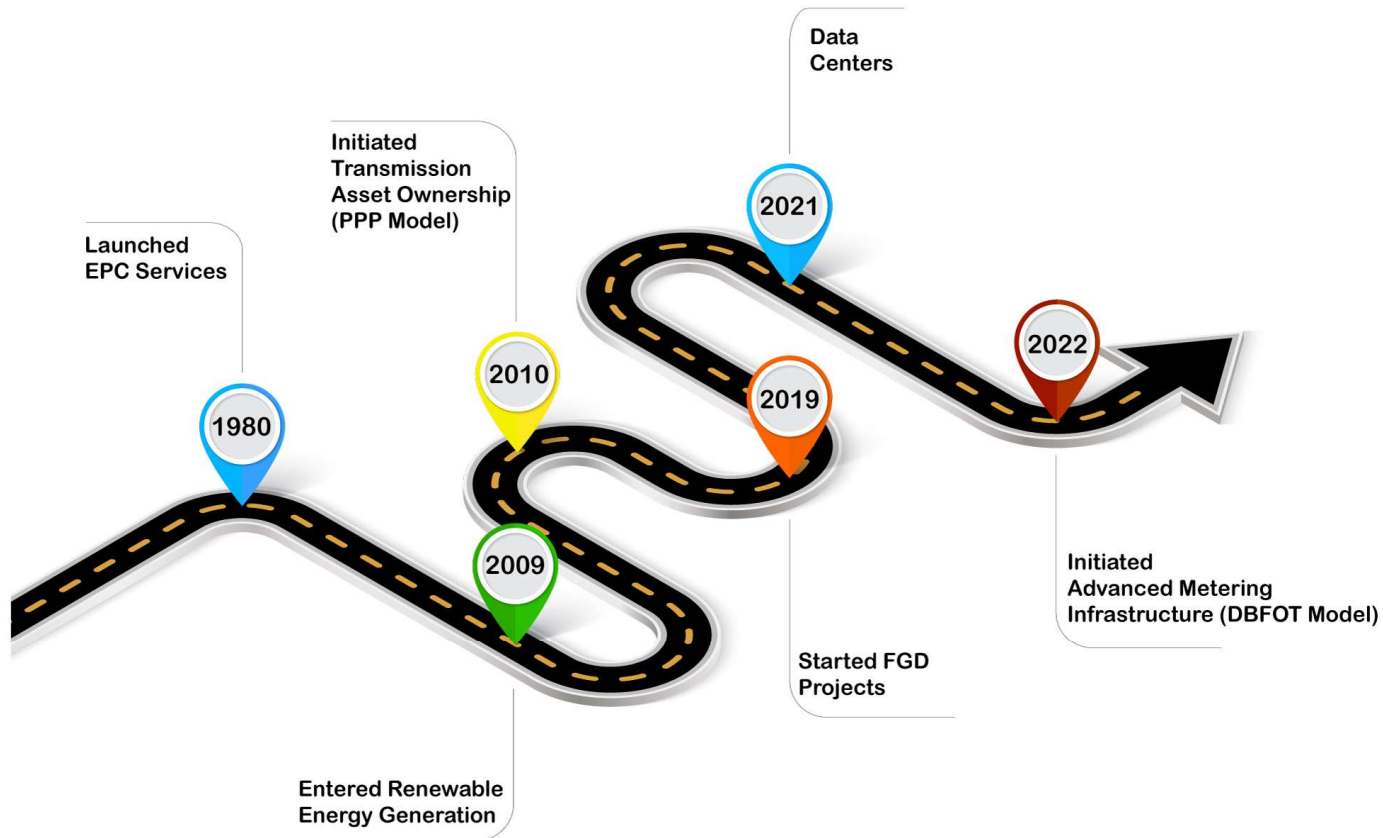 1980
Launched
EPC Services
2009
Entered Renewable
Energy Generation
2010
Initiated
Transmission
Asset Ownership
(PPP Model)
2019
Started FGD
Projects
2021
Data
Centers
2022
Initiated
Advanced Metering
Infrastructure (DBFOT Model)